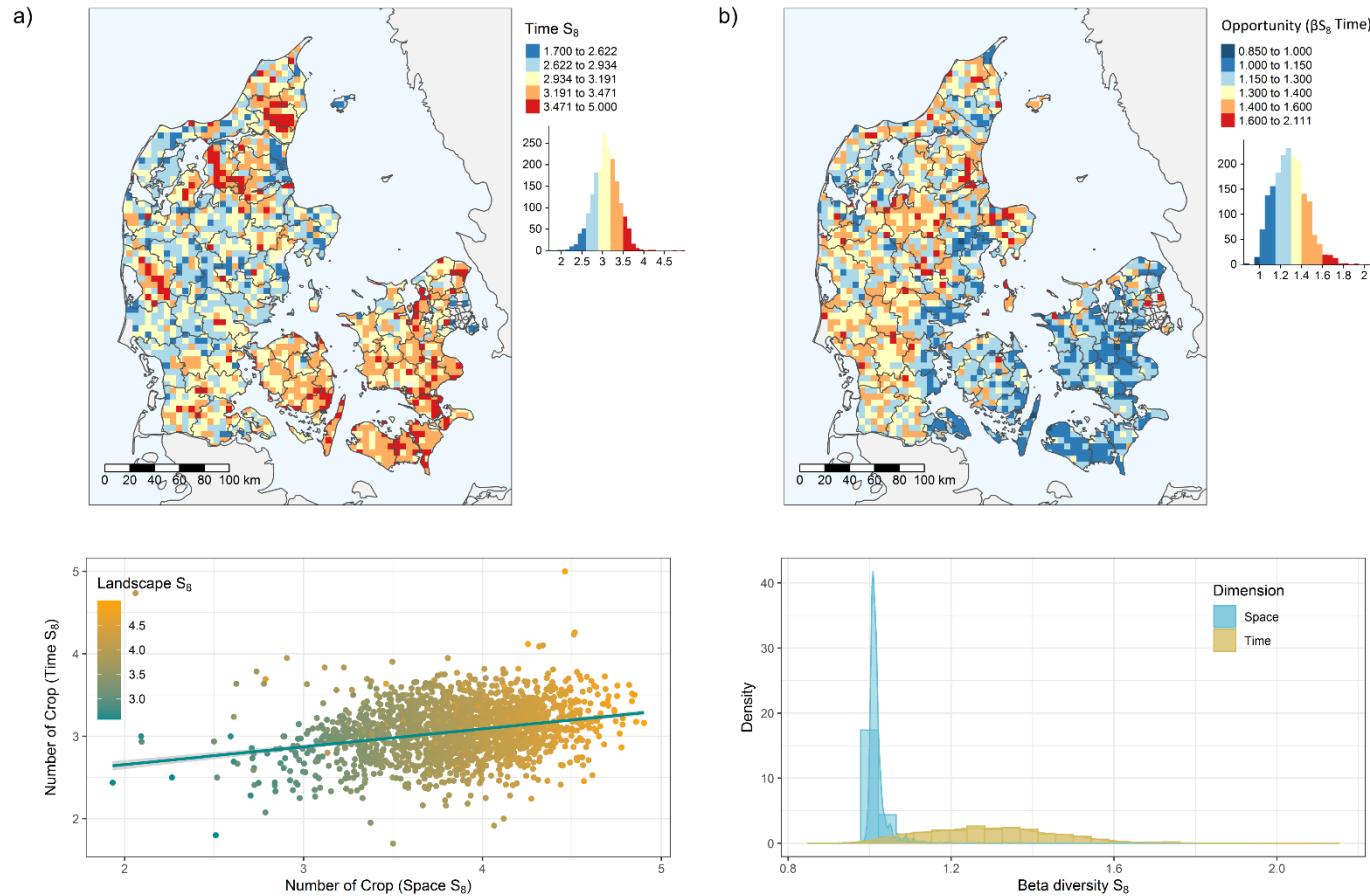 a)
Time S₈
1.700 to 2.622
2.622 to 2.934
2.934 to 3.191
3.191 to 3.471
3.471 to 5.000
250
200
150
100
50
0
2 2.5 3 3.5 4 4.5
0 20 40 60 80 100 km
b)
Opportunity (βS₈ Time)
0.850 to 1.000
1.000 to 1.150
1.150 to 1.300
1.300 to 1.400
1.400 to 1.600
1.600 to 2.111
200
150
100
50
0
1 1.2 1.4 1.6 1.8 2
0 20 40 60 80 100 km
Landscape S₈
4.5
4.0
3.5
3.0
Number of Crop (Time S₈)
5
4
3
2
2 3 4 5
Number of Crop (Space S₈)
Dimension
Space
Time
Density
40
30
20
10
0
0.8 1.2 1.6 2.0
Beta diversity S₈